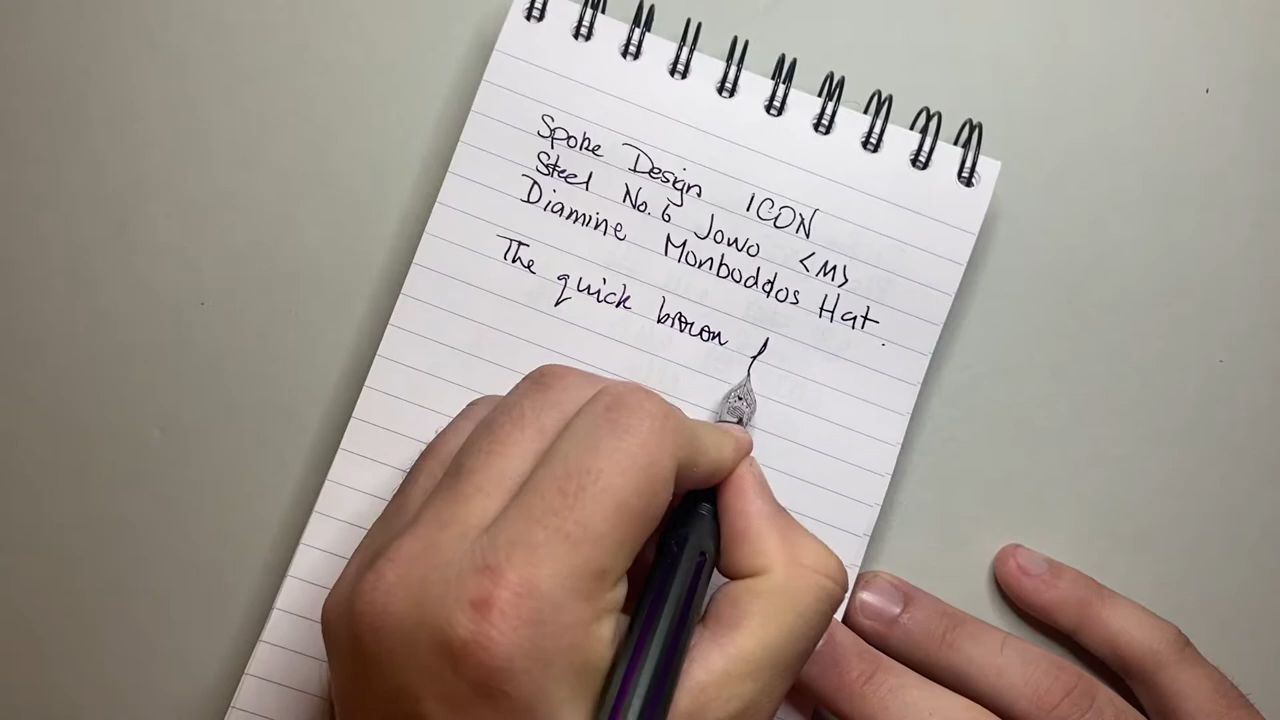 Spoke Design ICON
Steel No.6 Jowo <M>
Diamine Monboddos Hat.
The quick brown f